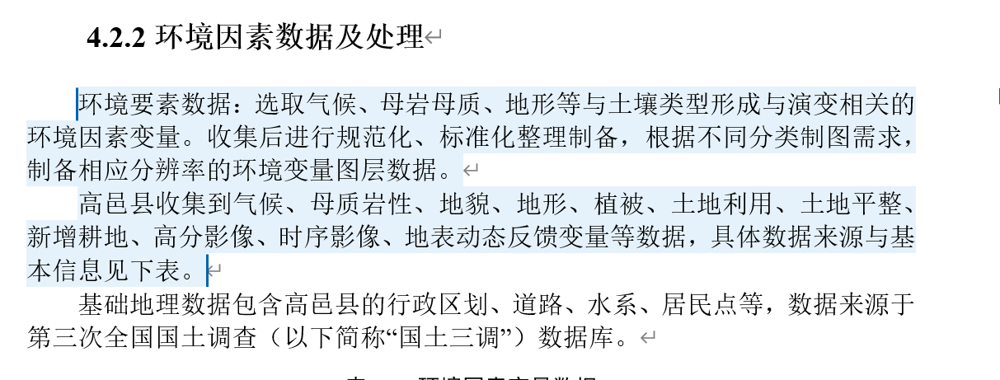 4.2.2 环境因素数据及处理
环境要素数据：选取气候、母岩母质、地形等与土壤类型形成与演变相关的
环境因素变量。收集后进行规范化、标准化整理制备，根据不同分类制图需求，
制备相应分辨率的环境变量图层数据。
高邑县收集到气候、母质岩性、地貌、地形、植被、土地利用、土地平整、
新增耕地、高分影像、时序影像、地表动态反馈变量等数据，具体数据来源与基
本信息见下表。
基础地理数据包含高邑县的行政区划、道路、水系、居民点等，数据来源于
第三次全国国土调查（以下简称“国土三调”）数据库。